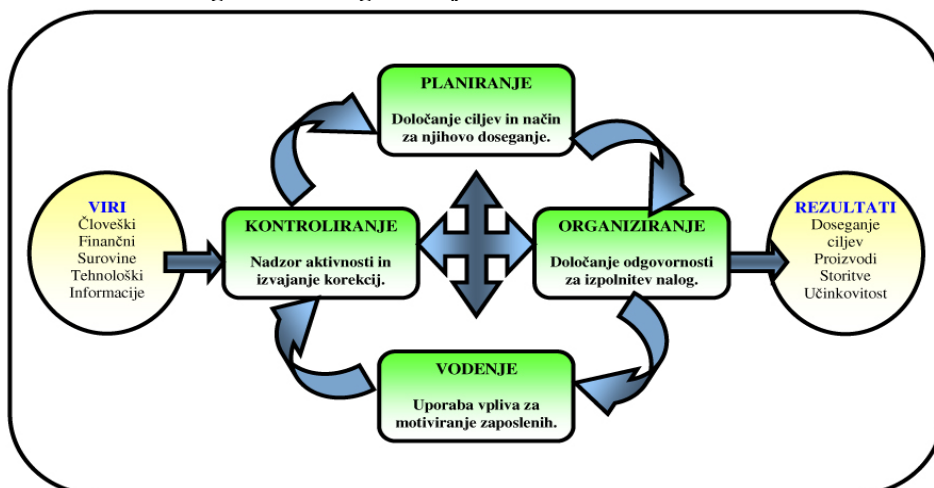 PLANIRANJE
Določanje ciljev in način
za njihovo doseganje.
VIRI
Človeški
Finančni
Surovine
Tehnološki
Informacije
KONTROLIRANJE
Nadzor aktivnosti in
izvajanje korekcij.
ORGANIZIRANJE
Določanje odgovornosti
za izpolnitev nalog.
REZULTATI
Doseganje
ciljev
Proizvodi
Storitve
Učinkovitost
VODENJE
Uporaba vpliva za
motiviranje zaposlenih.